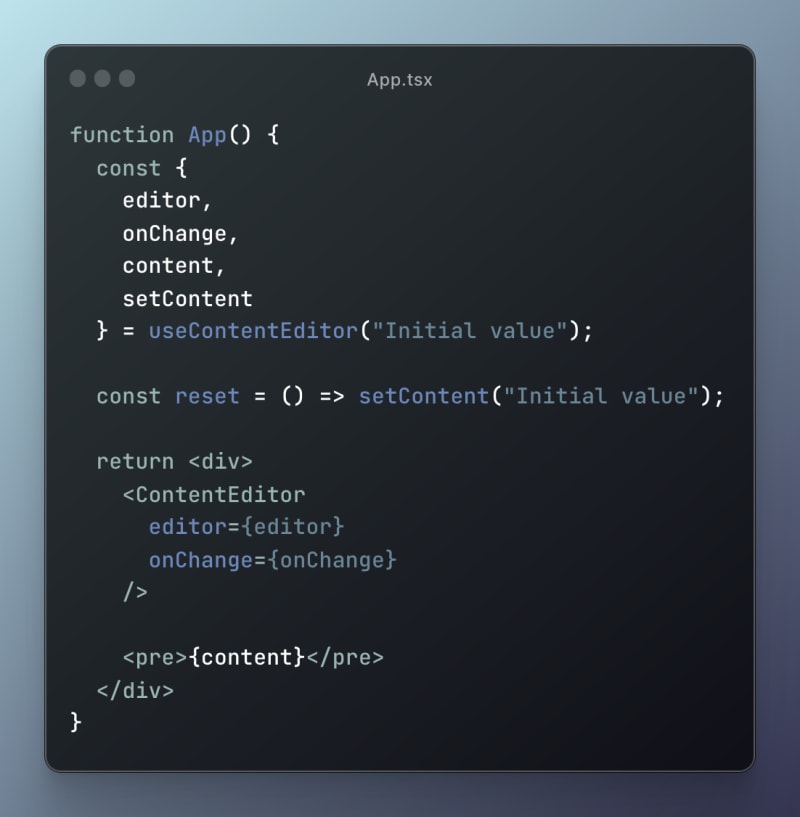 App.tsx
function App() {
  const {
    editor,
    onChange,
    content,
    setContent
  } = useContentEditor("Initial value");

  const reset = () => setContent("Initial value");

  return <div>
    <ContentEditor
      editor={editor}
      onChange={onChange}
    />

    <pre>{content}</pre>
  </div>
}